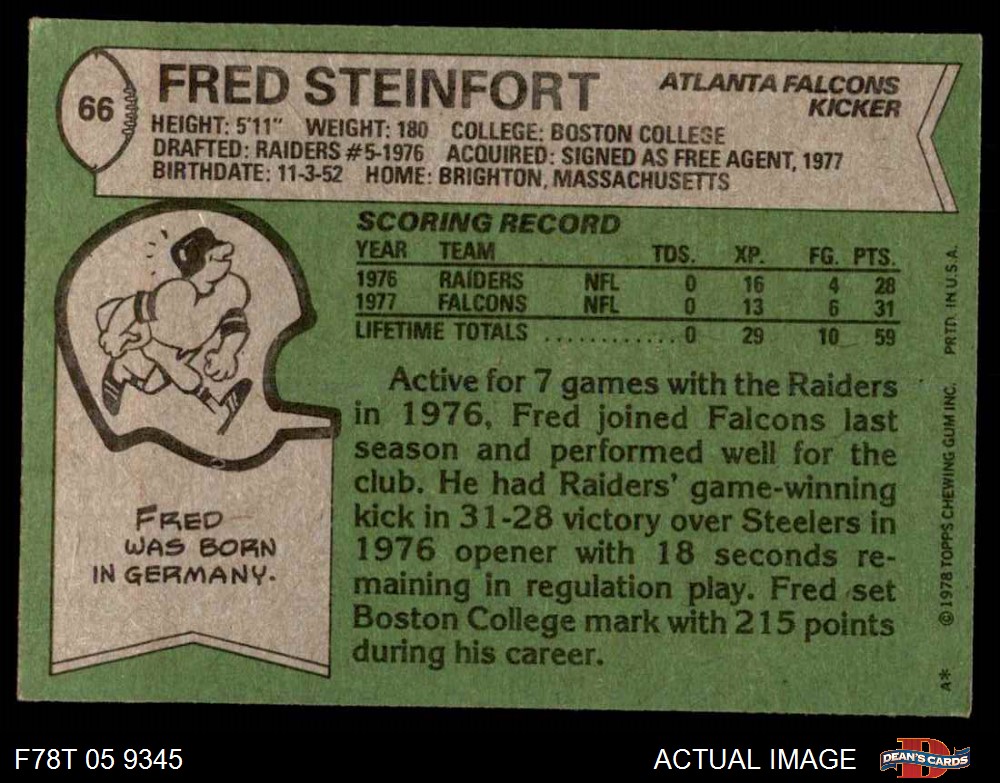 66
FRED STEINFORT
ATLANTA FALCONS
KICKER
HEIGHT: 5'11" WEIGHT: 180 COLLEGE: BOSTON COLLEGE
DRAFTED: RAIDERS #5-1976 ACQUIRED: SIGNED AS FREE AGENT, 1977
BIRTHDATE: 11-3-52 HOME: BRIGHTON, MASSACHUSETTS
SCORING RECORD
YEAR TEAM TDS. XP. FG. PTS.
1976 RAIDERS NFL 0 16 4 28
1977 FALCONS NFL 0 13 6 31
LIFETIME TOTALS ............ 0 29 10 59
Active for 7 games with the Raiders
in 1976, Fred joined Falcons last
season and performed well for the
club. He had Raiders' game-winning
kick in 31-28 victory over Steelers in
1976 opener with 18 seconds re-
maining in regulation play. Fred set
Boston College mark with 215 points
during his career.
FRED
WAS BORN
IN GERMANY.
A* ©1978 TOPPS CHEWING GUM INC. PRTD. IN U.S.A.
F78T 05 9345
ACTUAL IMAGE
D
DEAN'S CARDS